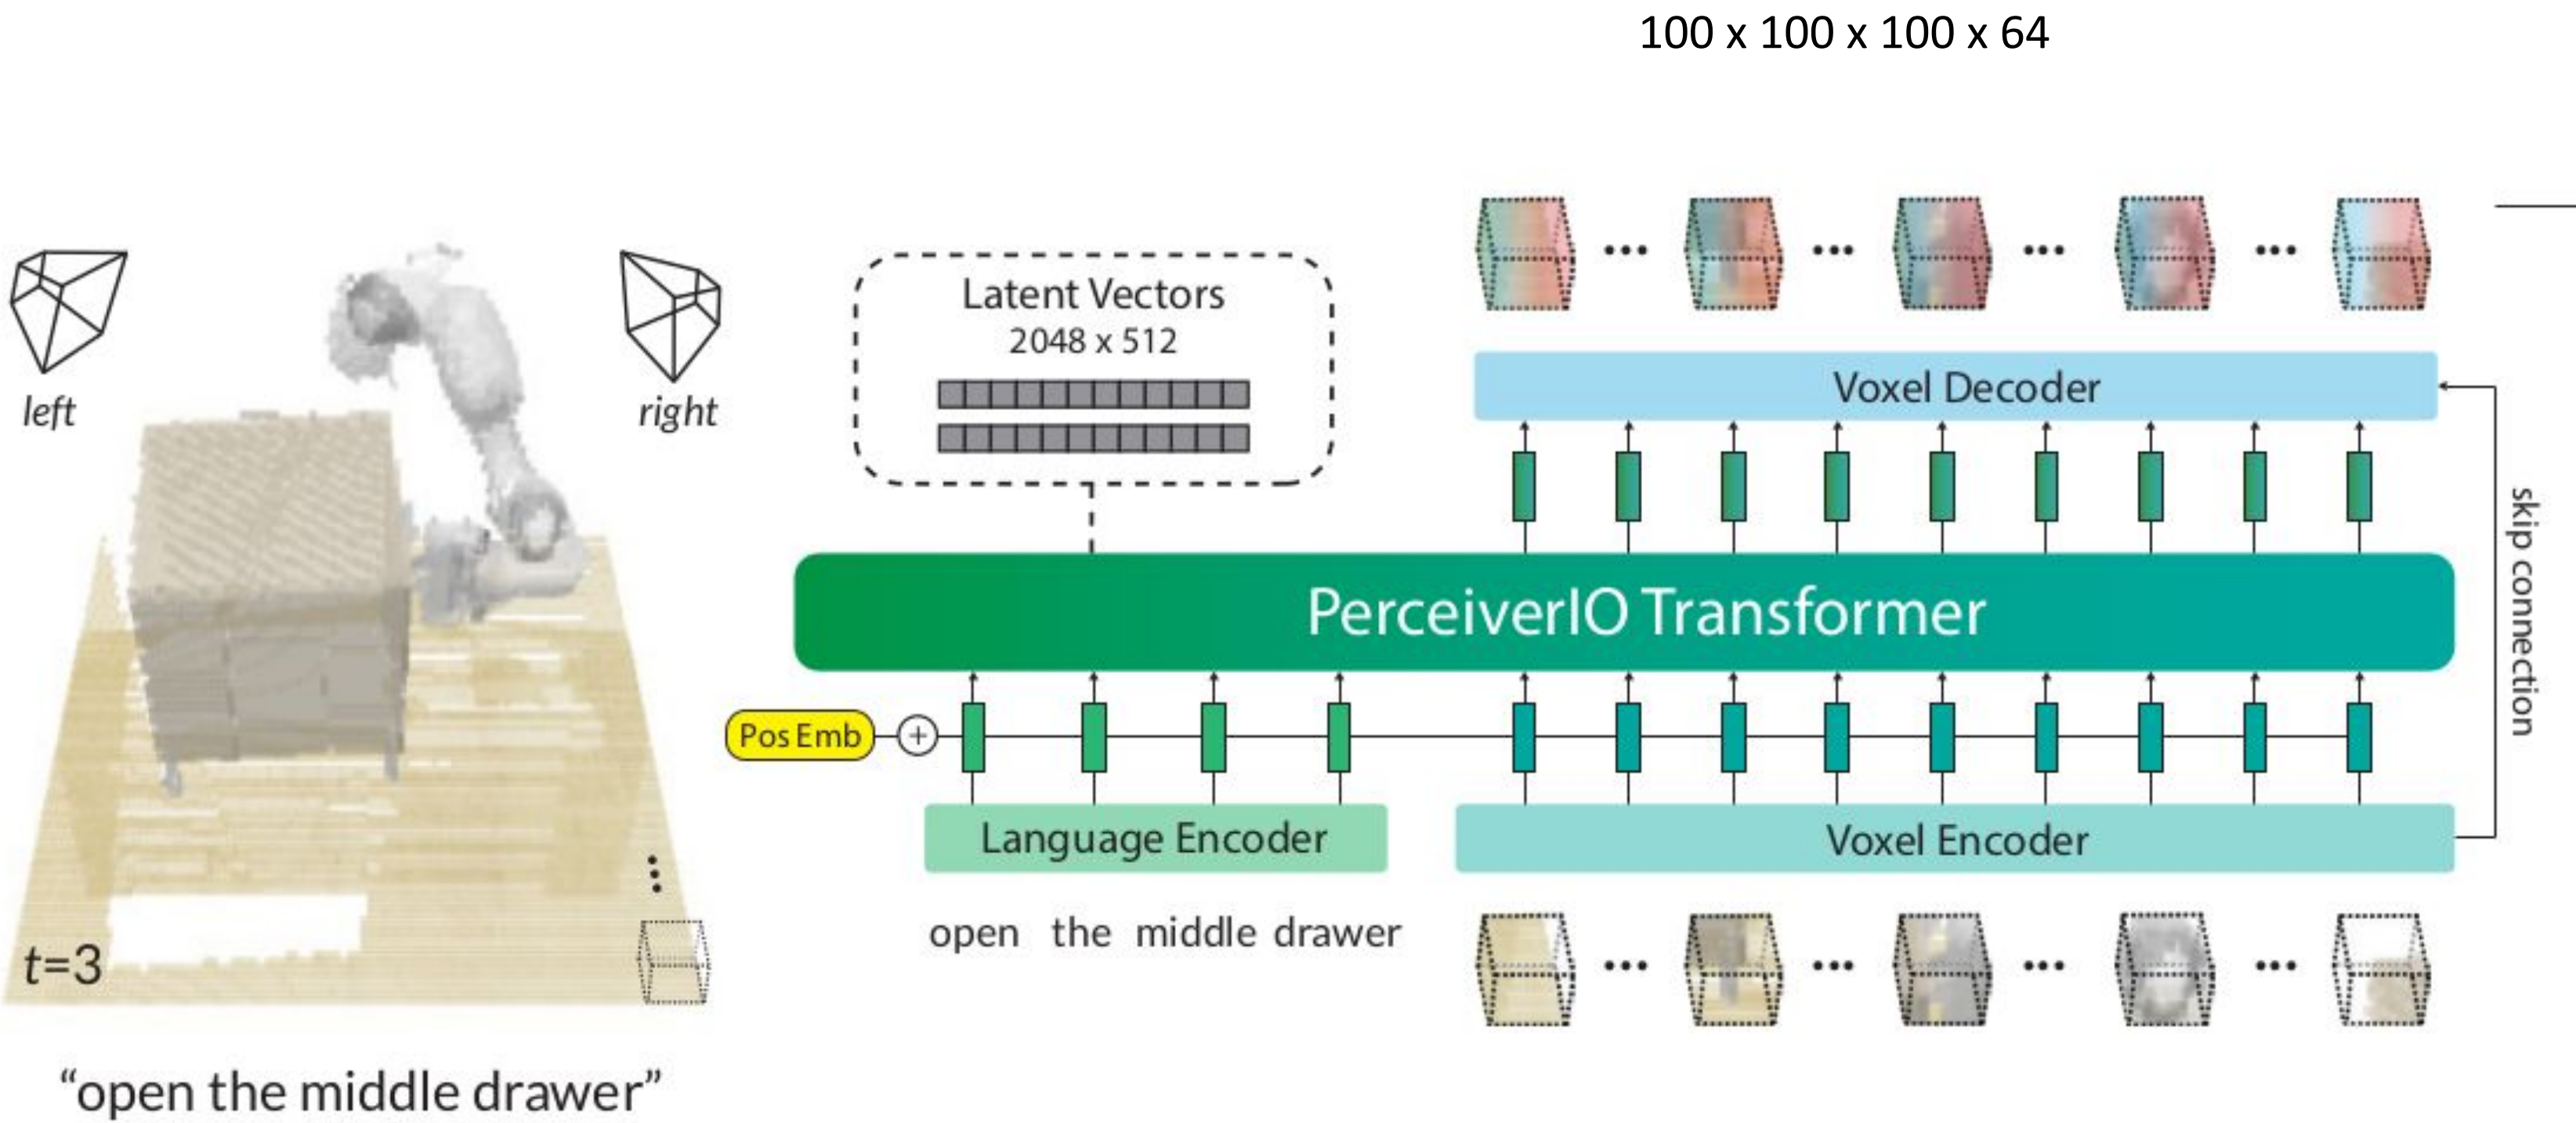 100 x 100 x 100 x 64
left
right
Latent Vectors
2048 x 512
Voxel Decoder
skip connection
PerceiverIO Transformer
Pos Emb
+
Language Encoder
Voxel Encoder
open the middle drawer
t=3
“open the middle drawer”